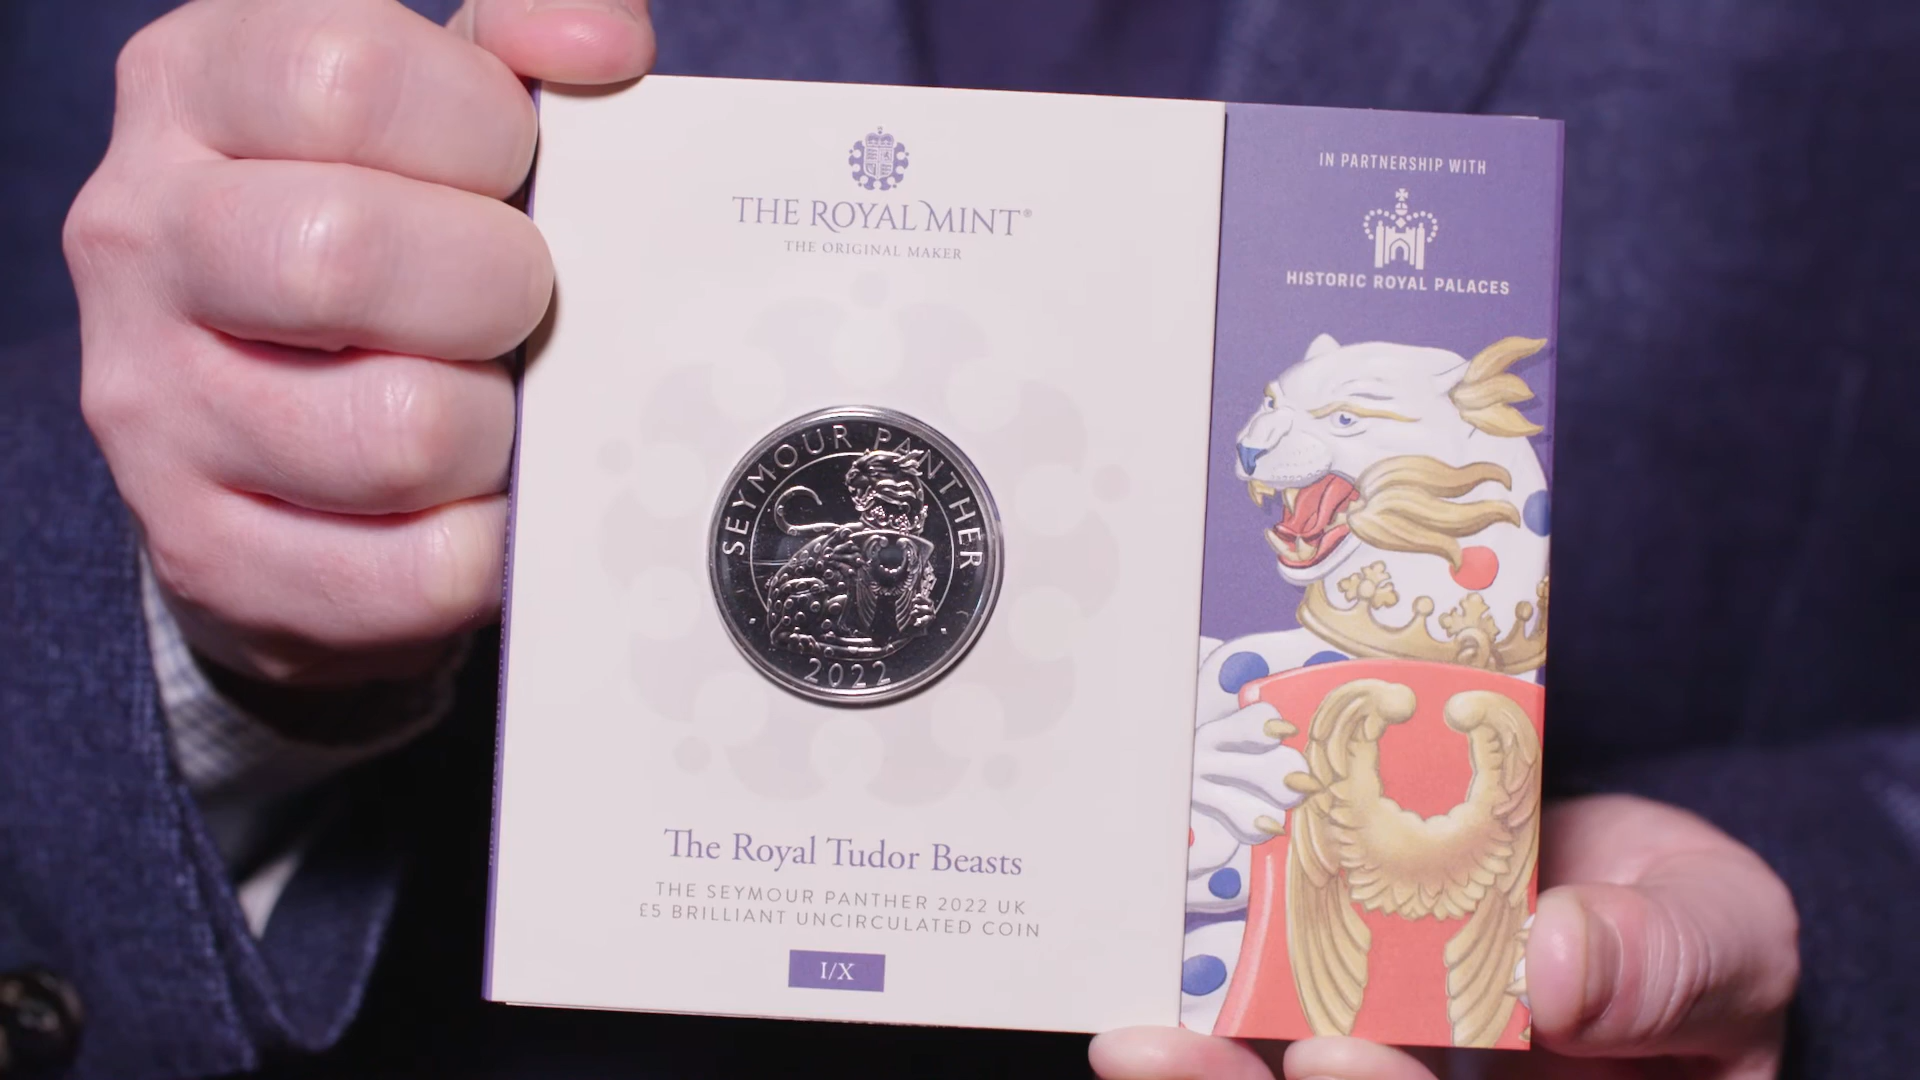 THE ROYAL MINT®
THE ORIGINAL MAKER
SEYMOUR PANTHER
2022
The Royal Tudor Beasts
THE SEYMOUR PANTHER 2022 UK
£5 BRILLIANT UNCIRCULATED COIN
I/X
IN PARTNERSHIP WITH
HISTORIC ROYAL PALACES